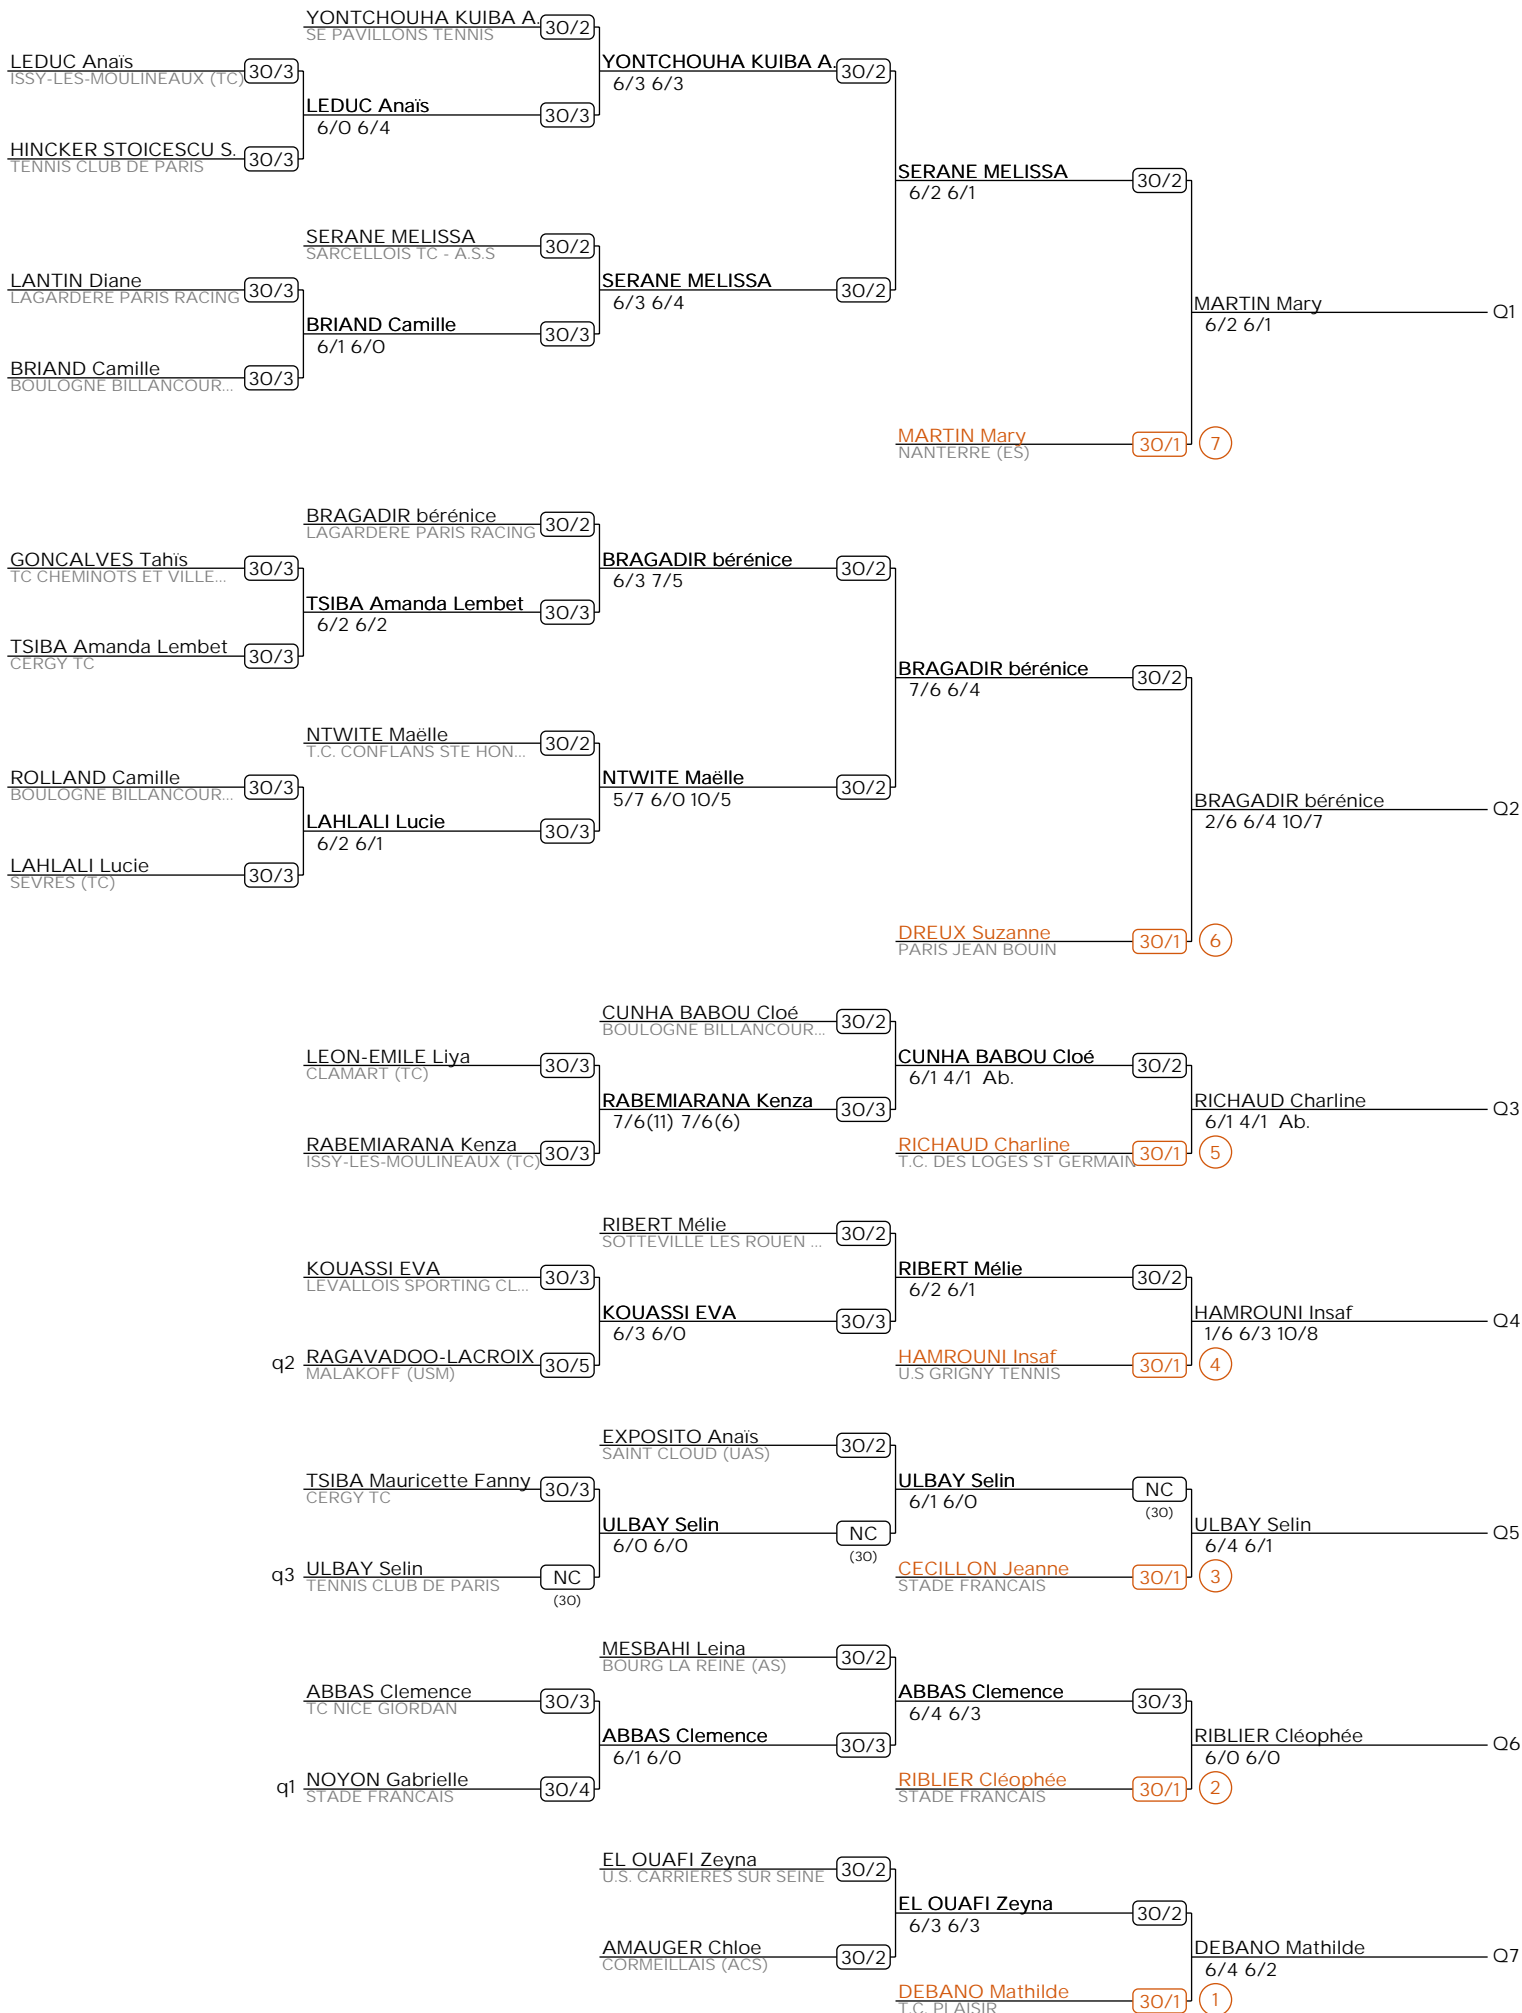 YONTCHOUHA KUIBA A. 30/2
SE PAVILLONS TENNIS
LEDUC Anaïs 30/3 YONTCHOUHA KUIBA A. 30/2
ISSY-LES-MOULINEAUX (TC) 6/3 6/3
LEDUC Anaïs 30/3
6/0 6/4
HINCKER STOICESCU S. 30/3
TENNIS CLUB DE PARIS
SERANE MELISSA 30/2
6/2 6/1
SERANE MELISSA 30/2
SARCELLOIS TC - A.S.S
LANTIN Diane 30/3 SERANE MELISSA 30/2
LAGARDERE PARIS RACING 6/3 6/4
MARTIN Mary Q1
6/2 6/1
BRIAND Camille 30/3
6/1 6/0
BRIAND Camille 30/3
BOULOGNE BILLANCOUR...
MARTIN Mary 30/1 7
NANTERRE (ES)
BRAGADIR bérénice 30/2
LAGARDERE PARIS RACING
GONCALVES Tahïs 30/3 BRAGADIR bérénice 30/2
TC CHEMINOTS ET VILLE... 6/3 7/5
TSIBA Amanda Lembet 30/3
6/2 6/2
TSIBA Amanda Lembet 30/3
CERGY TC
BRAGADIR bérénice 30/2
7/6 6/4
NTWITE Maëlle 30/2
T.C. CONFLANS STE HON...
ROLLAND Camille 30/3 NTWITE Maëlle 30/2
BOULOGNE BILLANCOUR... 5/7 6/0 10/5
BRAGADIR bérénice Q2
2/6 6/4 10/7
LAHLALI Lucie 30/3
6/2 6/1
LAHLALI Lucie 30/3
SEVRES (TC)
DREUX Suzanne 30/1 6
PARIS JEAN BOUIN
CUNHA BABOU Cloé 30/2
BOULOGNE BILLANCOUR...
LEON-EMILE Liya 30/3 CUNHA BABOU Cloé 30/2
CLAMART (TC) 6/1 4/1 Ab.
RABEMIARANA Kenza 30/3 RICHAUD Charline Q3
7/6(11) 7/6(6) 6/1 4/1 Ab.
RABEMIARANA Kenza 30/3 RICHAUD Charline 30/1 5
ISSY-LES-MOULINEAUX (TC) T.C. DES LOGES ST GERMAIN
RIBERT Mélie 30/2
SOTTEVILLE LES ROUEN ...
KOUASSI EVA 30/3 RIBERT Mélie 30/2
LEVALLOIS SPORTING CL... 6/2 6/1
KOUASSI EVA 30/3 HAMROUNI Insaf Q4
6/3 6/0 1/6 6/3 10/8
q2 RAGAVADOO-LACROIX 30/5 HAMROUNI Insaf 30/1 4
MALAKOFF (USM) U.S GRIGNY TENNIS
EXPOSITO Anaïs 30/2
SAINT CLOUD (UAS)
TSIBA Mauricette Fanny 30/3 ULBAY Selin NC
CERGY TC 6/1 6/0 (30)
ULBAY Selin NC ULBAY Selin Q5
6/0 6/0 (30) 6/4 6/1
q3 ULBAY Selin NC CECILLON Jeanne 30/1 3
TENNIS CLUB DE PARIS (30) STADE FRANCAIS
MESBAHI Leina 30/2
BOURG LA REINE (AS)
ABBAS Clemence 30/3 ABBAS Clemence 30/3
TC NICE GIORDAN 6/4 6/3
ABBAS Clemence 30/3 RIBLIER Cléophée Q6
6/1 6/0 6/0 6/0
q1 NOYON Gabrielle 30/4 RIBLIER Cléophée 30/1 2
STADE FRANCAIS STADE FRANCAIS
EL OUAFI Zeyna 30/2
U.S. CARRIERES SUR SEINE
EL OUAFI Zeyna 30/2
6/3 6/3
AMAUGER Chloe 30/2 DEBANO Mathilde Q7
CORMEILLAIS (ACS) 6/4 6/2
DEBANO Mathilde 30/1 1
T.C. PLAISIR